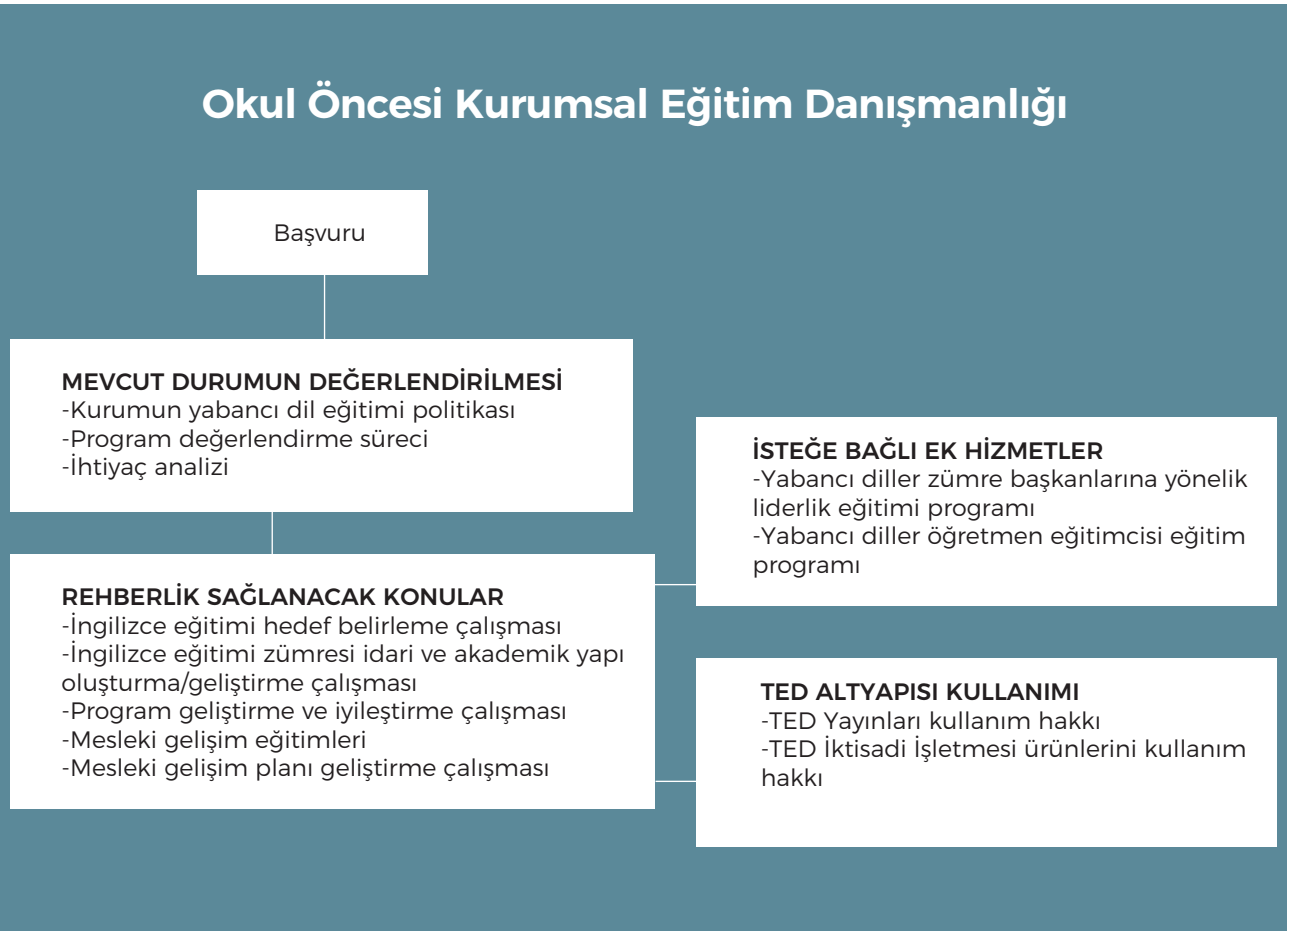 Okul Öncesi Kurumsal Eğitim Danışmanlığı
Başvuru
MEVCUT DURUMUN DEĞERLENDİRİLMESİ
-Kurumun yabancı dil eğitimi politikası
-Program değerlendirme süreci
-İhtiyaç analizi
REHBERLİK SAĞLANACAK KONULAR
-İngilizce eğitimi hedef belirleme çalışması
-İngilizce eğitimi zümresi idari ve akademik yapı
oluşturma/geliştirme çalışması
-Program geliştirme ve iyileştirme çalışması
-Mesleki gelişim eğitimleri
-Mesleki gelişim planı geliştirme çalışması
İSTEĞE BAĞLI EK HİZMETLER
-Yabancı diller zümre başkanlarına yönelik
liderlik eğitimi programı
-Yabancı diller öğretmen eğitimcisi eğitim
programı
TED ALTYAPISI KULLANIMI
-TED Yayınları kullanım hakkı
-TED İktisadi İşletmesi ürünlerini kullanım
hakkı